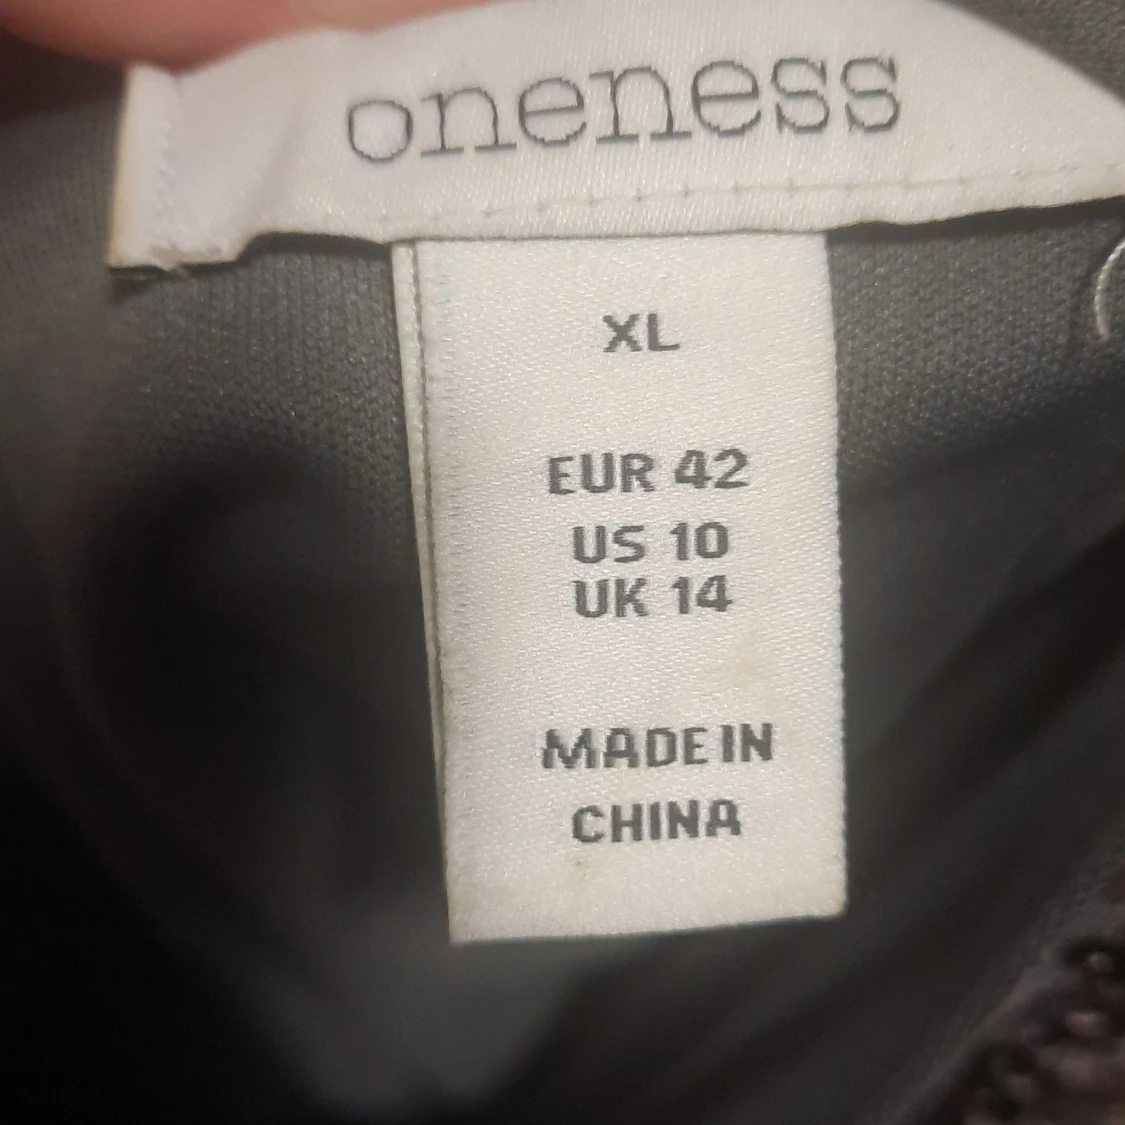 oneness
XL
EUR 42
US 10
UK 14
MADE IN
CHINA